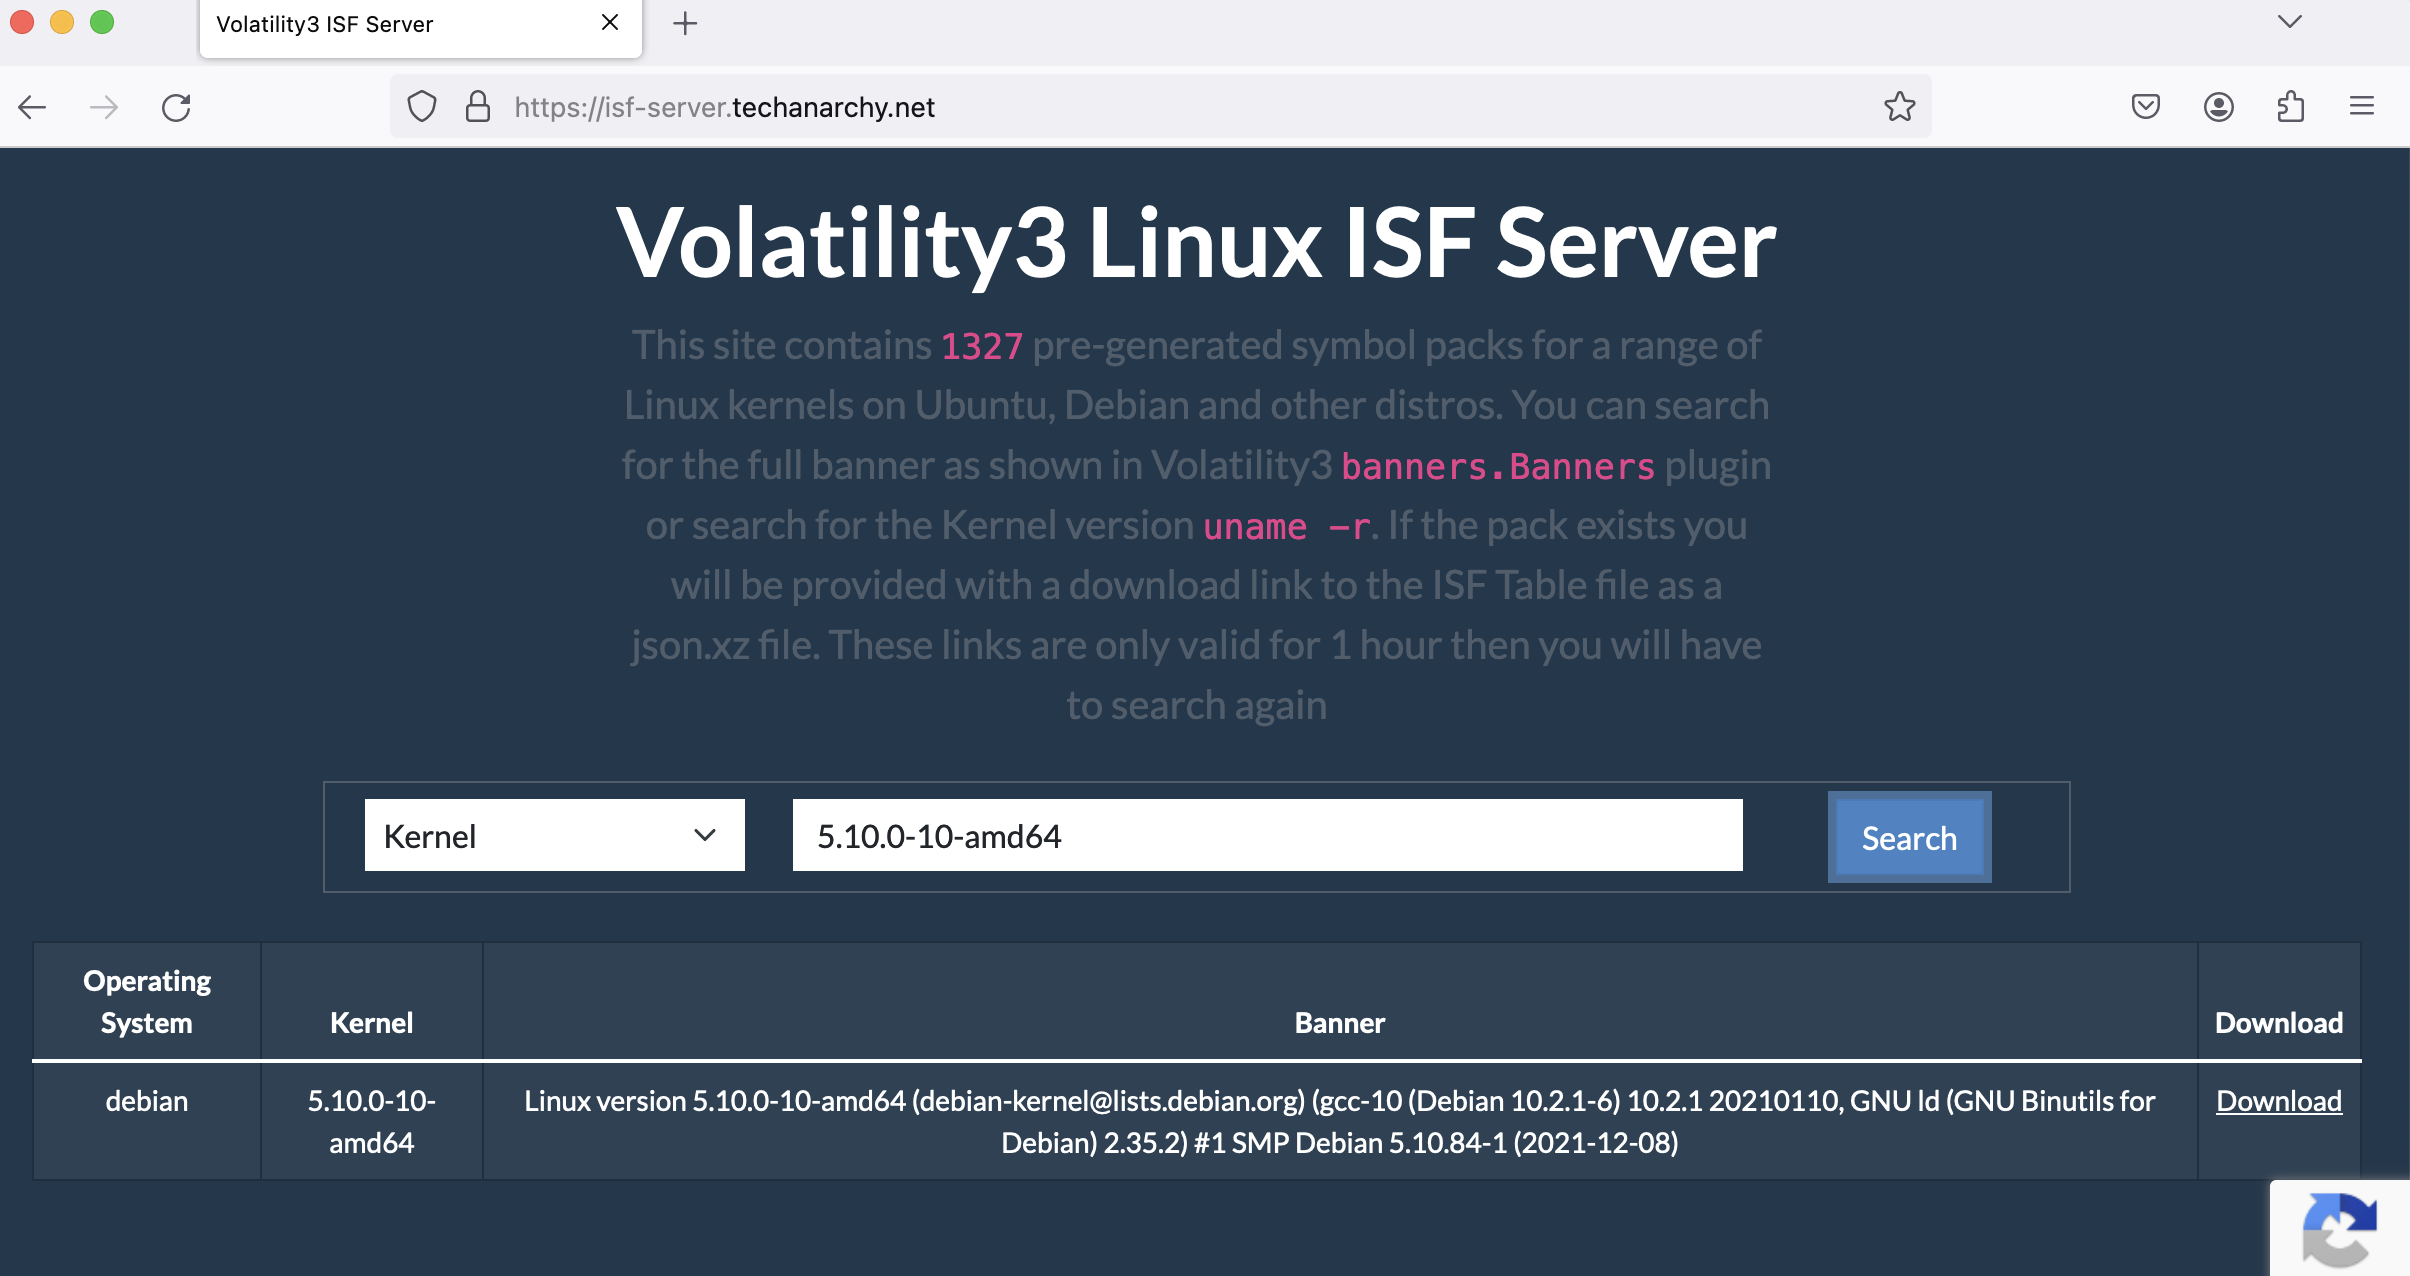 Volatility3 ISF Server
https://isf-server.techanarchy.net
Volatility3 Linux ISF Server
This site contains 1327 pre-generated symbol packs for a range of
Linux kernels on Ubuntu, Debian and other distros. You can search
for the full banner as shown in Volatility3 banners.Banners plugin
or search for the Kernel version uname -r. If the pack exists you
will be provided with a download link to the ISF Table file as a
json.xz file. These links are only valid for 1 hour then you will have
to search again
Kernel
5.10.0-10-amd64
Search
Operating
System
Kernel
Banner
Download
debian
5.10.0-10-
amd64
Linux version 5.10.0-10-amd64 (debian-kernel@lists.debian.org) (gcc-10 (Debian 10.2.1-6) 10.2.1 20210110, GNU ld (GNU Binutils for
Debian) 2.35.2) #1 SMP Debian 5.10.84-1 (2021-12-08)
Download